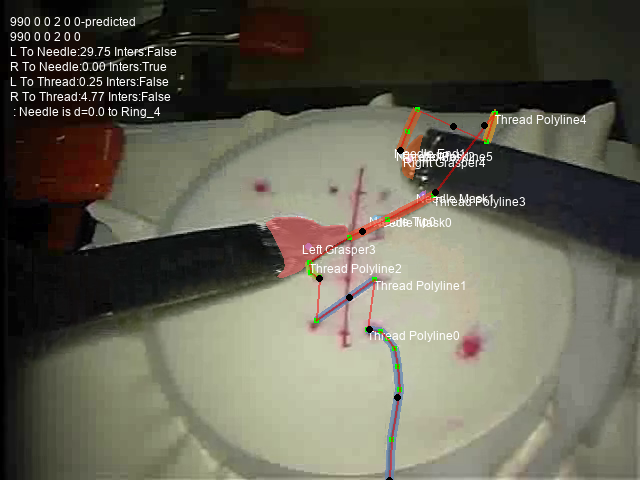 990 0 0 2 0 0-predicted
990 0 0 2 0 0
L To Needle:29.75 Inters:False
R To Needle:0.00 Inters:True
L To Thread:0.25 Inters:False
R To Thread:4.77 Inters:False
: Needle is d=0.0 to Ring_4
Thread Polyline4
Right Grasper4
Thread Polyline3
Left Grasper3
Thread Polyline2
Thread Polyline1
Thread Polyline0